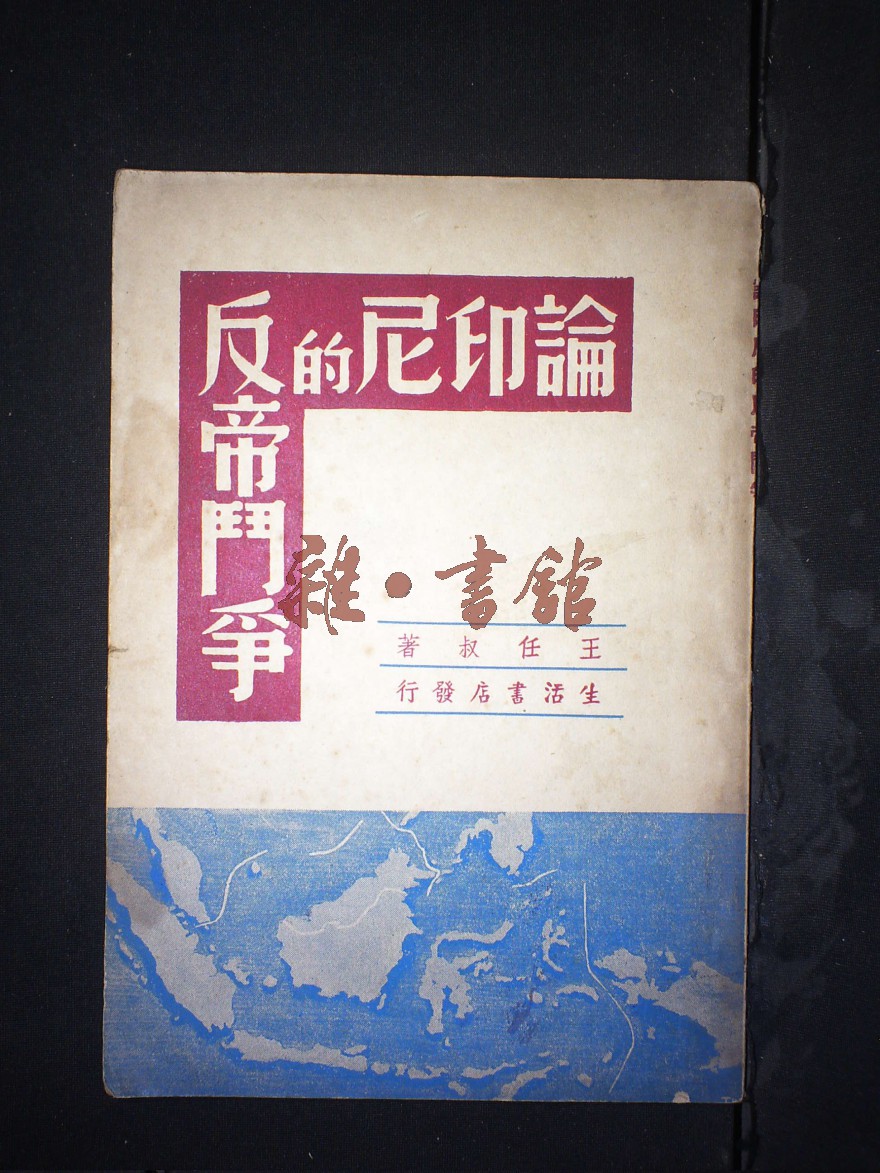 論印尼的反帝鬥爭
雜·書館
王任叔著
生活書店發行